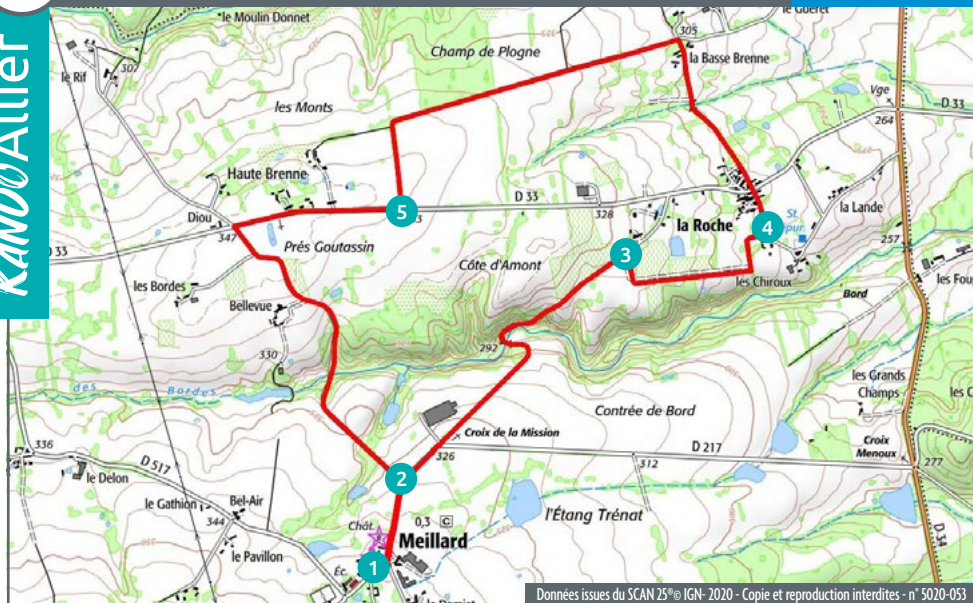 KANDOAllier
le Moulin Donnet
le Guéret
Champ de Plogne
305
la Basse Brenne
le Rif
307
les Monts
Vge
D 33
264
Haute Brenne
D 33
Diou
347
5
328
la Roche
la Lande
St.
4
D 33
Prés Goutassin
3
257
Côte d'Amont
les Bordes
les Chiroux
Bord
Bellevue
292
330
les Grands
Champs
des Bordes
Contrée de Bord
Croix de la Mission
326
D 217
Croix
Menoux
336
D 517
312
277
le Delon
2
le Gathion
Bel-Air
l'Étang Trénat
344
Chât.
0,3 C
D 34
le Pavillon
Meillard
Éc.
1
Données issues du SCAN 25®© IGN- 2020 - Copie et reproduction interdites - n° 5020-053